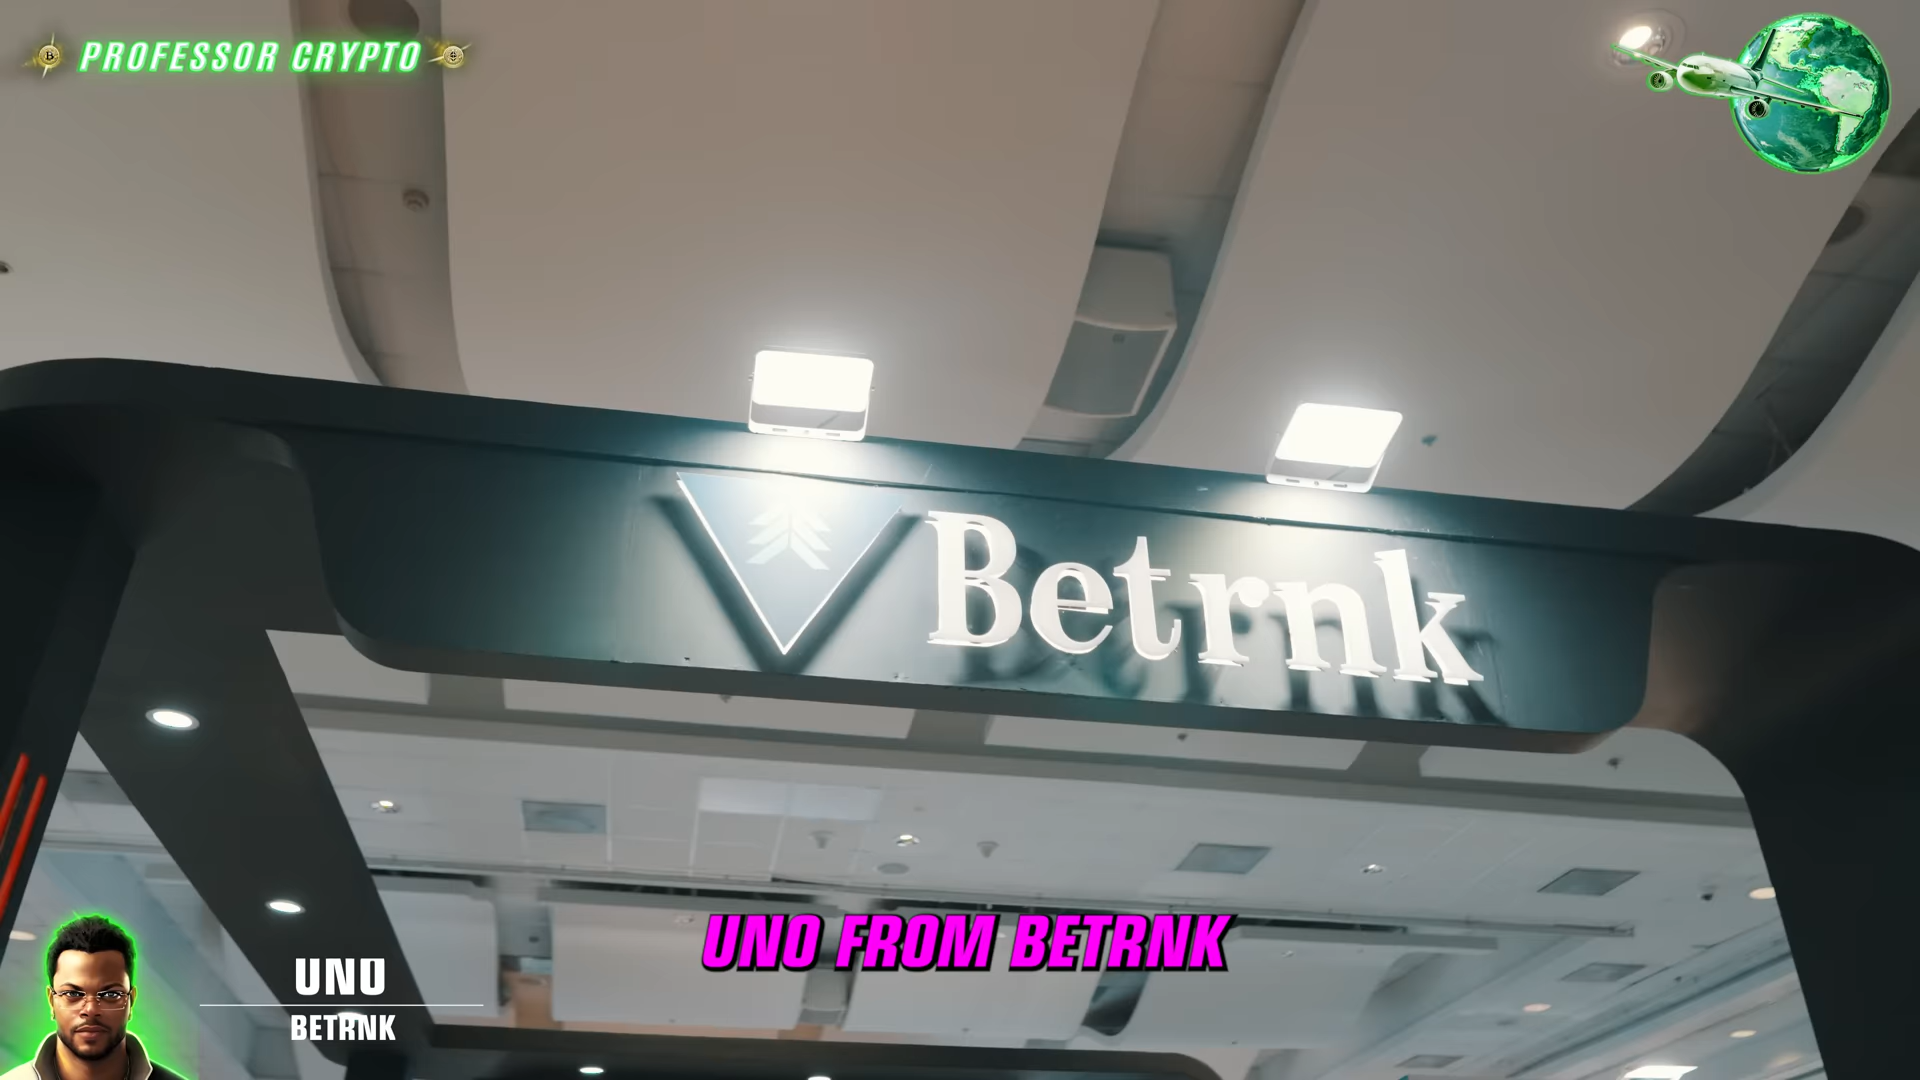 PROFESSOR CRYPTO
Betrnk
UNO FROM BETRNK
UNO
BETRNK